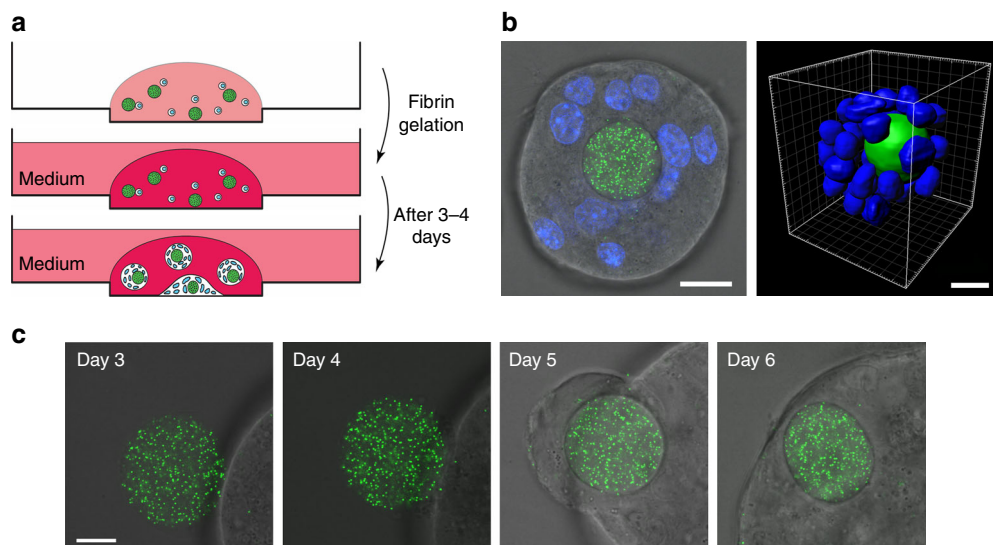 a
Fibrin
gelation
Medium
After 3–4
days
Medium
b
c
Day 3
Day 4
Day 5
Day 6